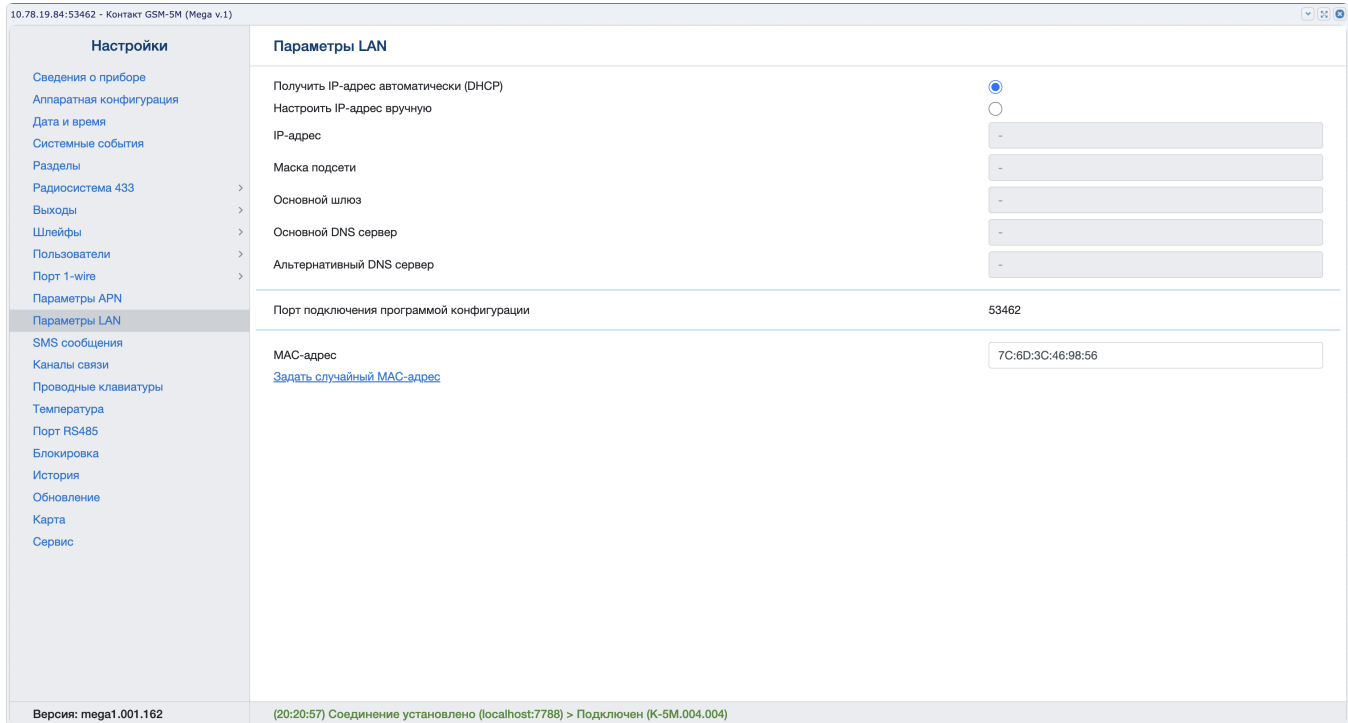 10.78.19.84:53462 - Контакт GSM-5M (Mega v.1)
Настройки
Сведения о приборе
Аппаратная конфигурация
Дата и время
Системные события
Разделы
Радиосистема 433
Выходы
Шлейфы
Пользователи
Порт 1-wire
Параметры APN
Параметры LAN
SMS сообщения
Каналы связи
Проводные клавиатуры
Температура
Порт RS485
Блокировка
История
Обновление
Карта
Сервис
Версия: mega1.001.162
Параметры LAN
Получить IP-адрес автоматически (DHCP)
Настроить IP-адрес вручную
IP-адрес -
Маска подсети -
Основной шлюз -
Основной DNS сервер -
Альтернативный DNS сервер -
Порт подключения программой конфигурации 53462
MAC-адрес 7C:6D:3C:46:98:56
Задать случайный MAC-адрес
(20:20:57) Соединение установлено (localhost:7788) > Подключен (K-5M.004.004)